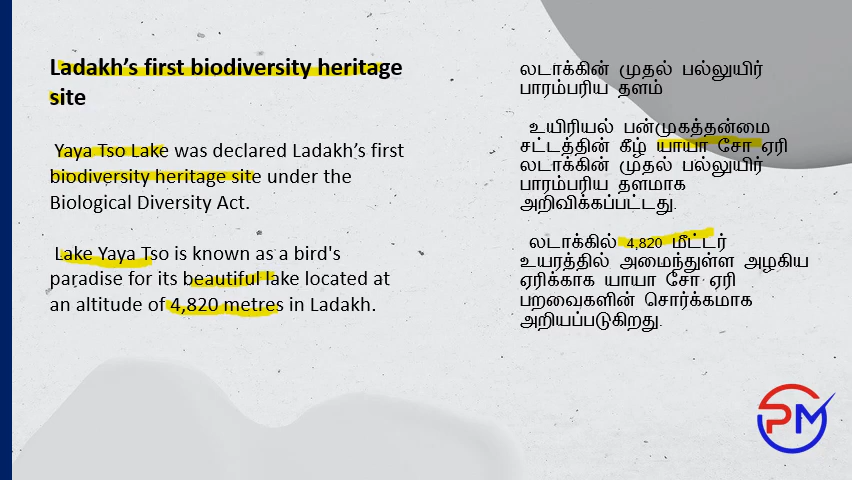 Ladakh’s first biodiversity heritage
site
Yaya Tso Lake was declared Ladakh’s first
biodiversity heritage site under the
Biological Diversity Act.
Lake Yaya Tso is known as a bird's
paradise for its beautiful lake located at
an altitude of 4,820 metres in Ladakh.
லடாக்கின் முதல் பல்லுயிர்
பாரம்பரிய தளம்
உயிரியல் பன்முகத்தன்மை
சட்டத்தின் கீழ் யாயா சோ ஏரி
லடாக்கின் முதல் பல்லுயிர்
பாரம்பரிய தளமாக
அறிவிக்கப்பட்டது.
லடாக்கில் 4,820 மீட்டர்
உயரத்தில் அமைந்துள்ள அழகிய
ஏரிக்காக யாயா சோ ஏரி
பறவைகளின் சொர்க்கமாக
அறியப்படுகிறது.
PM